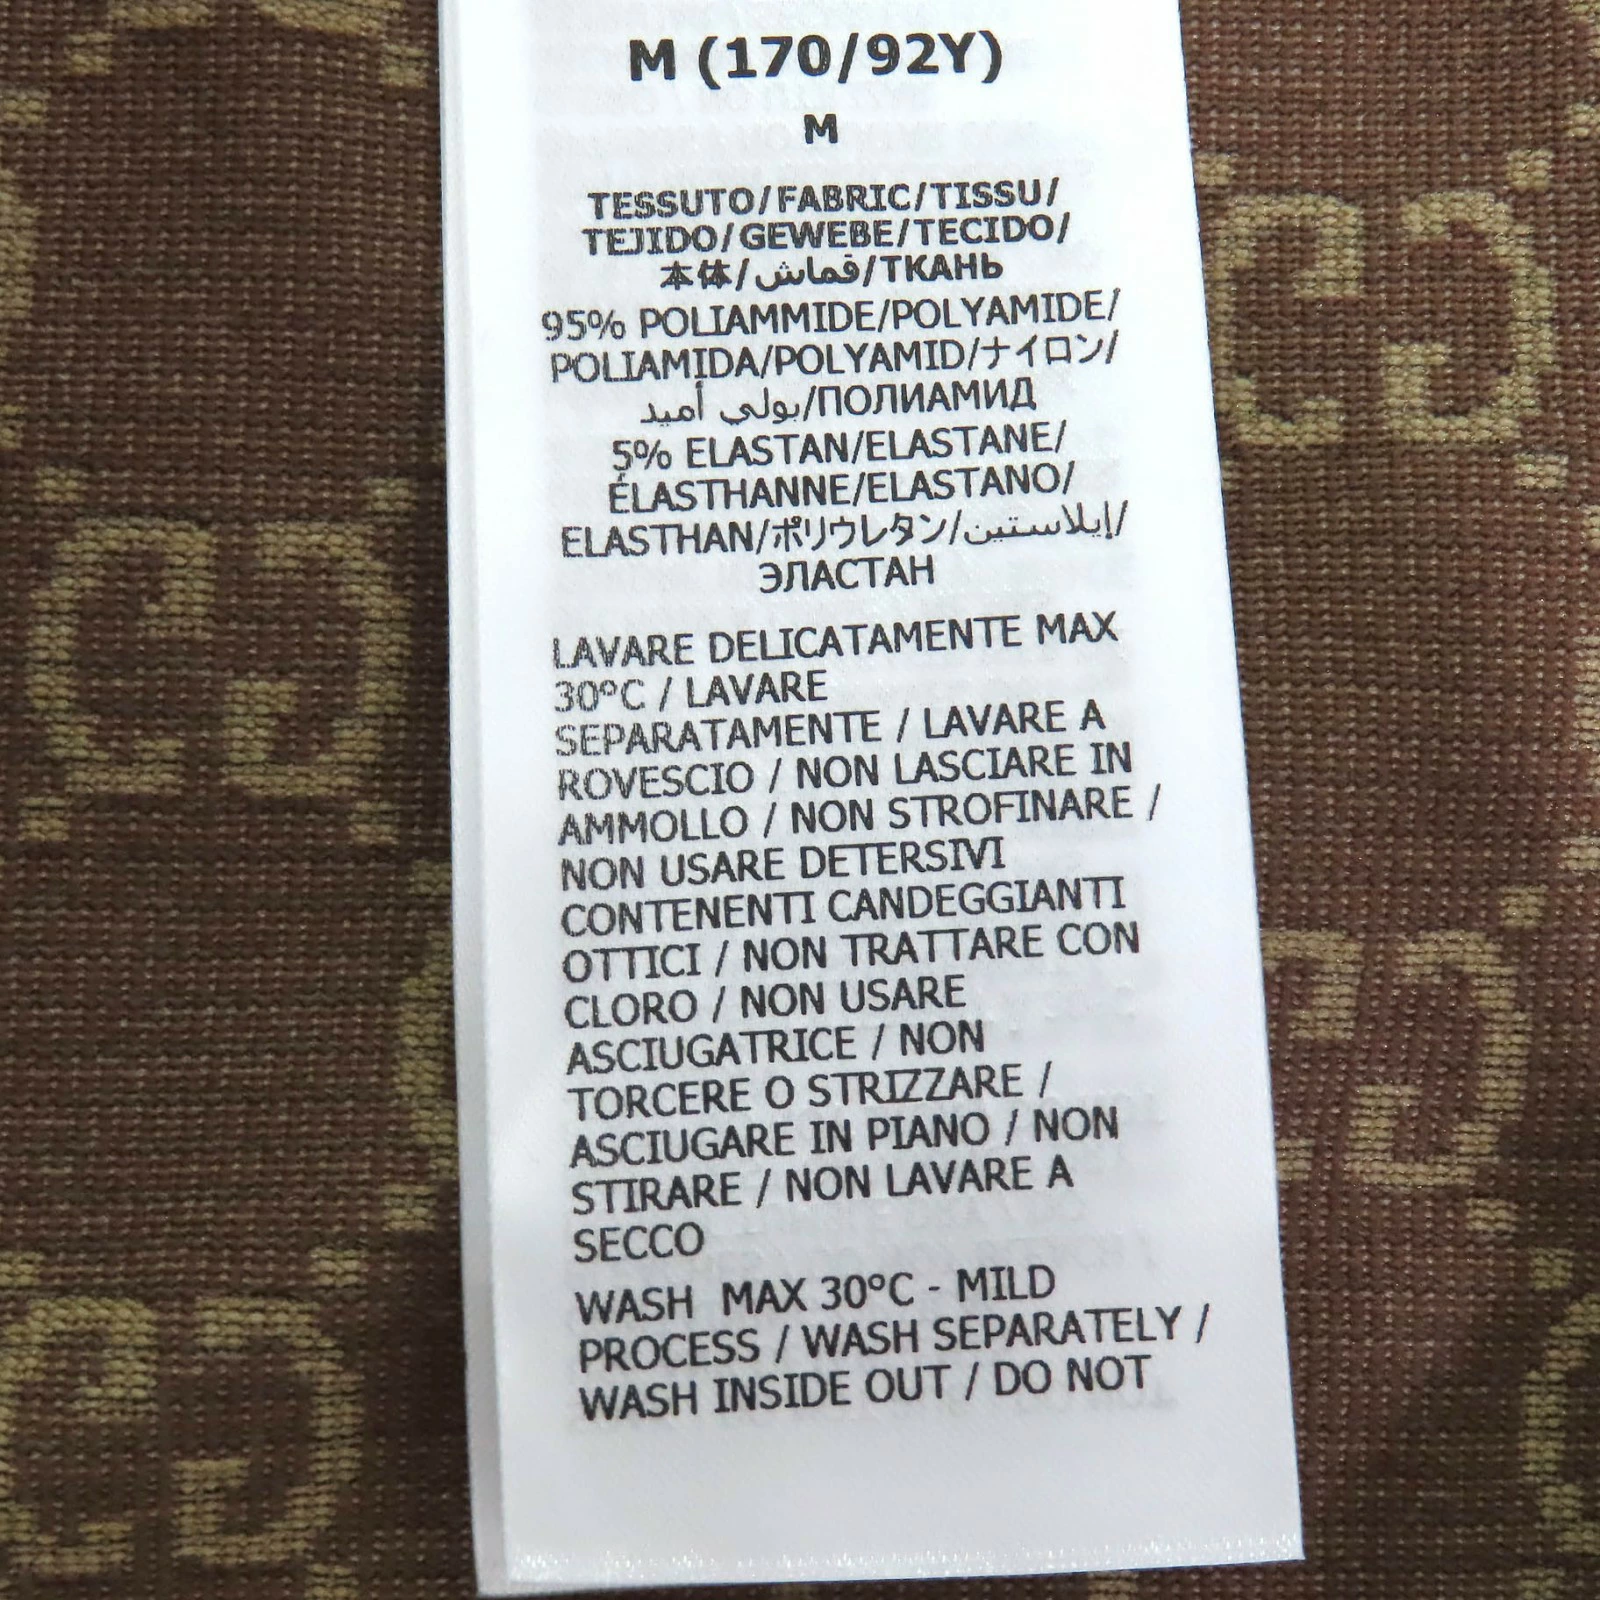 M (170/92Y)
M
TESSUTO/FABRIC/TISSU/
TEJIDO/GEWEBE/TECIDO/
本体/قماش/ТКАНЬ
95% POLIAMMIDE/POLYAMIDE/
POLIAMIDA/POLYAMID/ナイロン/
بولي أميد/ПОЛИАМИД
5% ELASTAN/ELASTANE/
ÉLASTHANNE/ELASTANO/
ELASTHAN/ポリウレタン/إيلاستين/
ЭЛАСТАН
LAVARE DELICATAMENTE MAX
30°C / LAVARE
SEPARATAMENTE / LAVARE A
ROVESCIO / NON LASCIARE IN
AMMOLLO / NON STROFINARE /
NON USARE DETERSIVI
CONTENENTI CANDEGGIANTI
OTTICI / NON TRATTARE CON
CLORO / NON USARE
ASCIUGATRICE / NON
TORCERE O STRIZZARE /
ASCIUGARE IN PIANO / NON
STIRARE / NON LAVARE A
SECCO
WASH MAX 30°C - MILD
PROCESS / WASH SEPARATELY /
WASH INSIDE OUT / DO NOT